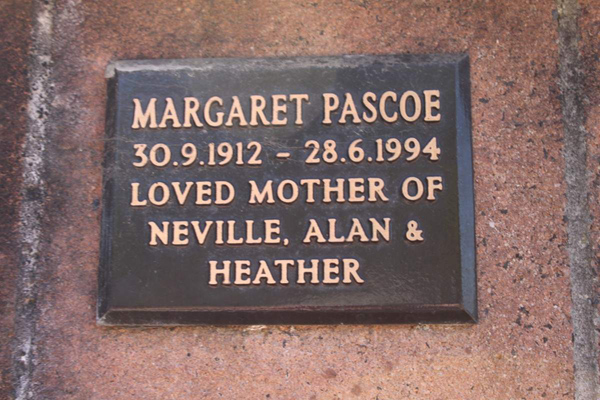 MARGARET PASCOE
30.9.1912 - 28.6.1994
LOVED MOTHER OF
NEVILLE, ALAN &
HEATHER